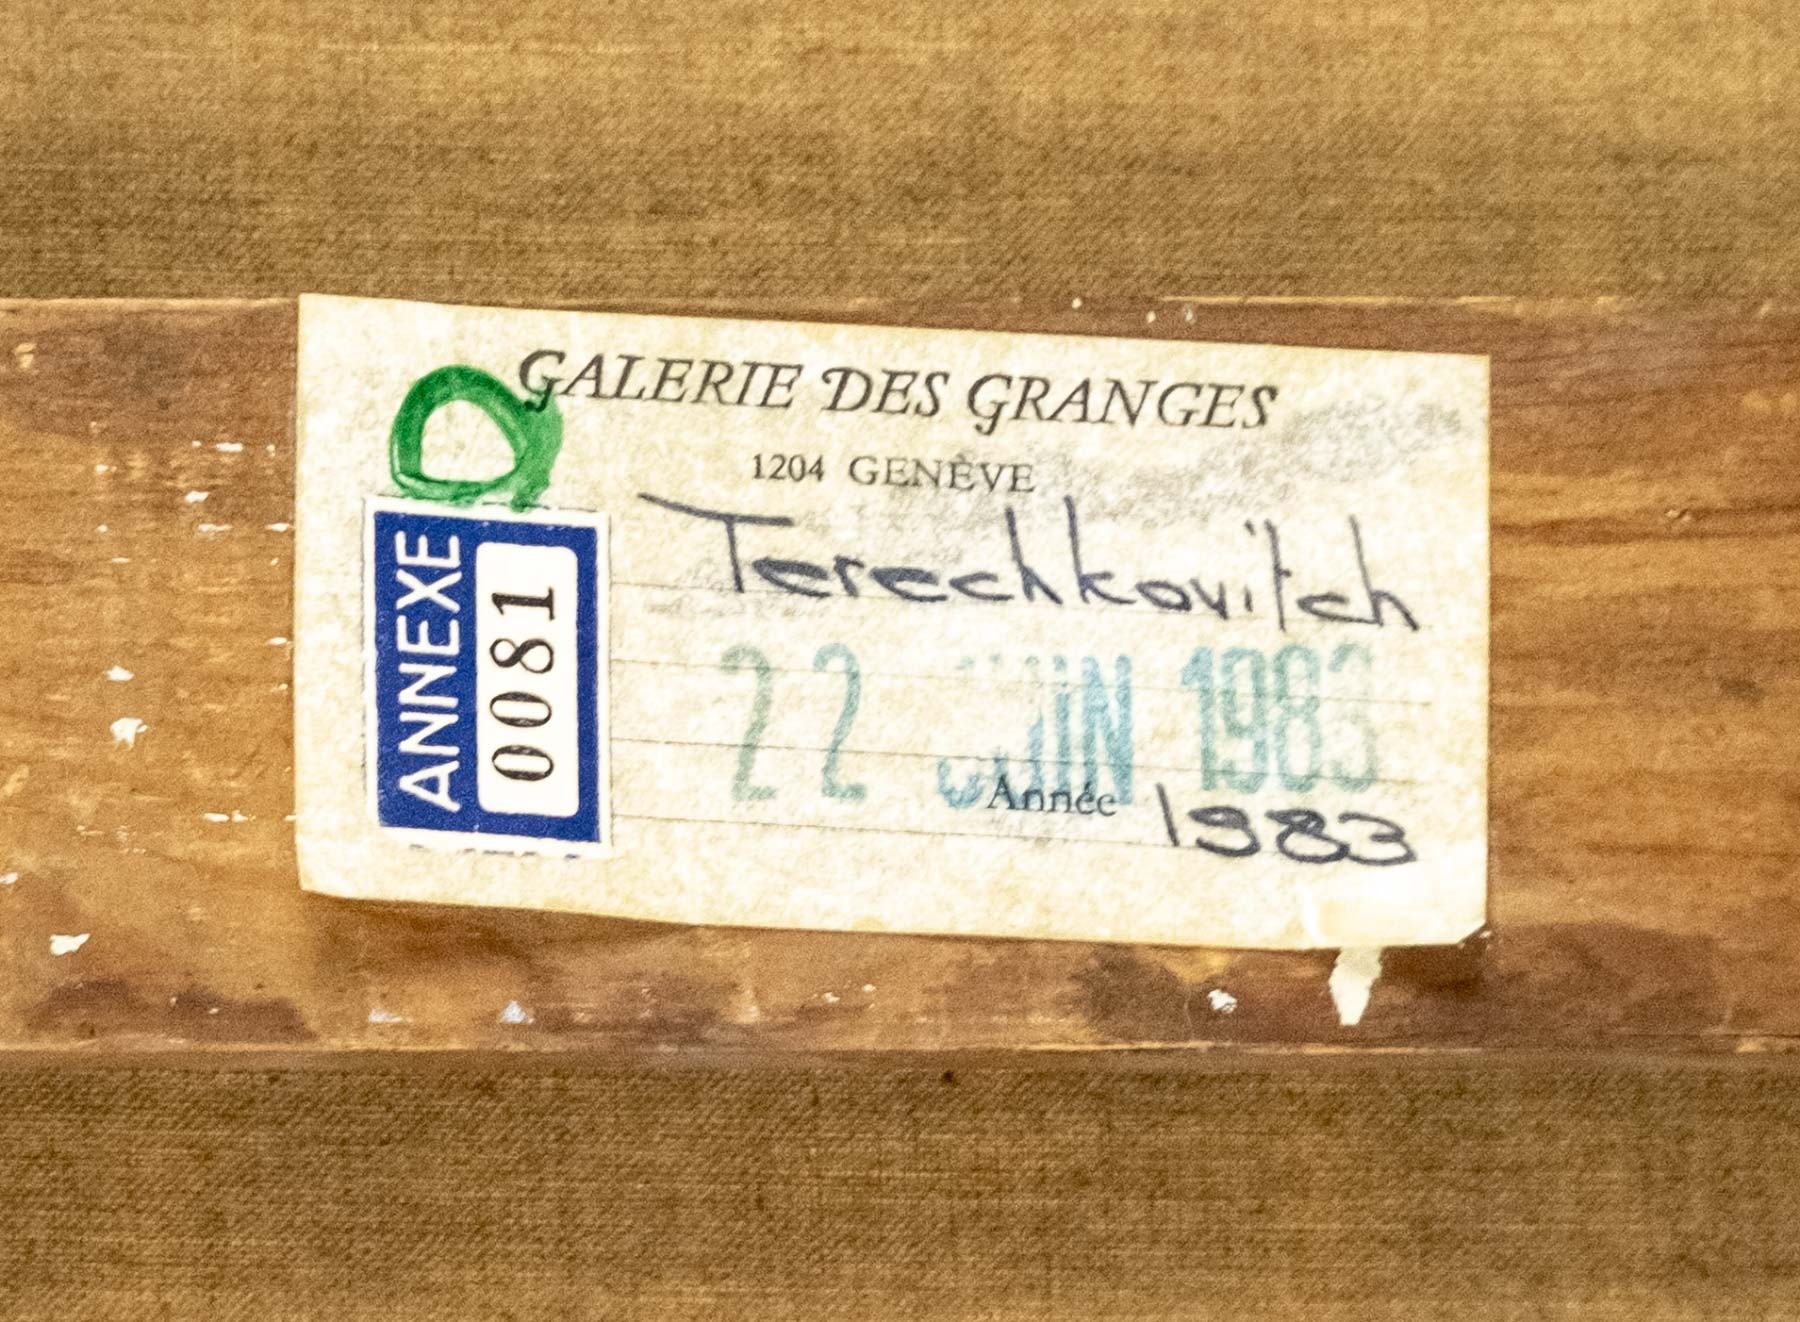 GALERIE DES GRANGES
1204 GENÈVE
Terechkovitch
22 JUIN 1983
Année 1983
ANNEXE
0081